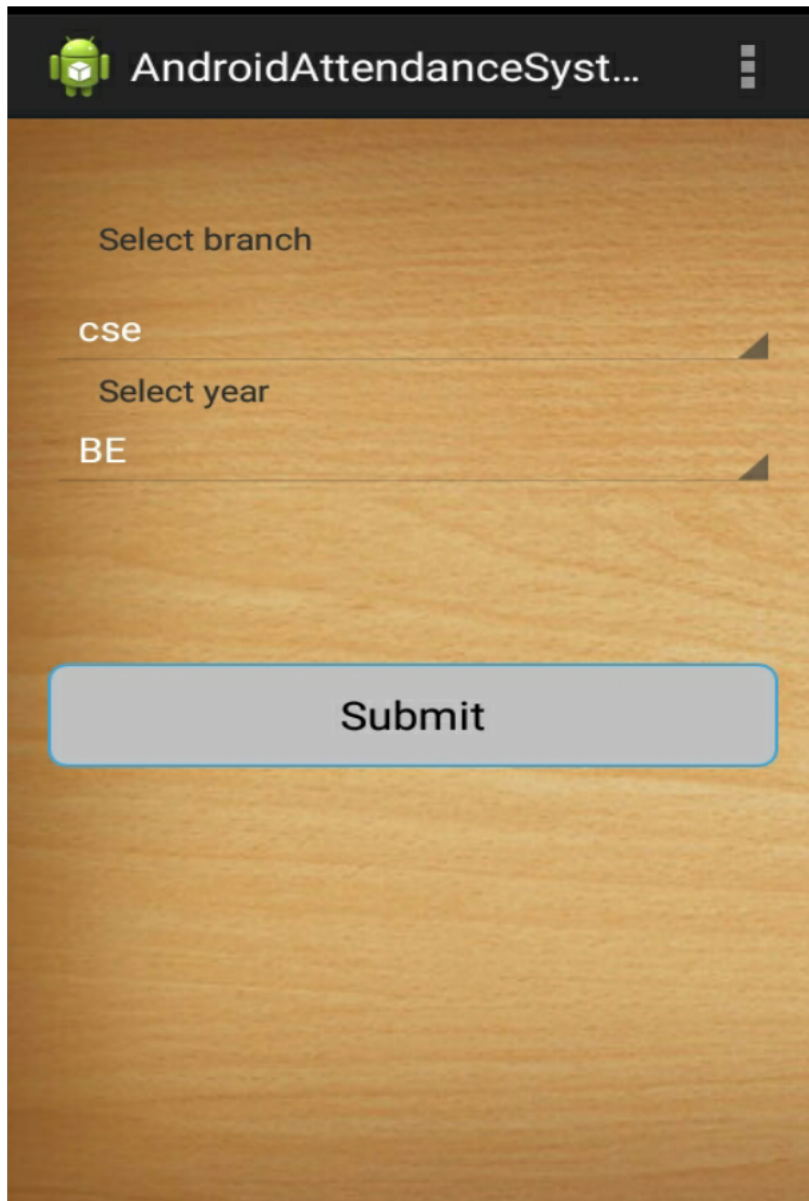 AndroidAttendanceSyst...
Select branch
cse
Select year
BE
Submit